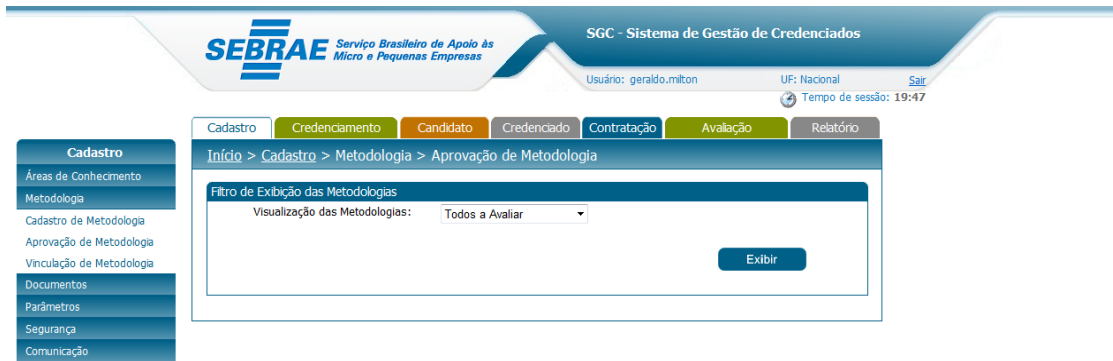 SEBRAE
Serviço Brasileiro de Apoio às
Micro e Pequenas Empresas
SGC - Sistema de Gestão de Credenciados
Usuário: geraldo.milton
UF: Nacional
Sair
Tempo de sessão: 19:47
Cadastro
Credenciamento
Candidato
Credenciado
Contratação
Avaliação
Relatório
Início > Cadastro > Metodologia > Aprovação de Metodologia
Cadastro
Áreas de Conhecimento
Metodologia
Cadastro de Metodologia
Aprovação de Metodologia
Vinculação de Metodologia
Documentos
Parâmetros
Segurança
Comunicação
Filtro de Exibição das Metodologias
Visualização das Metodologias:
Todos a Avaliar
Exibir